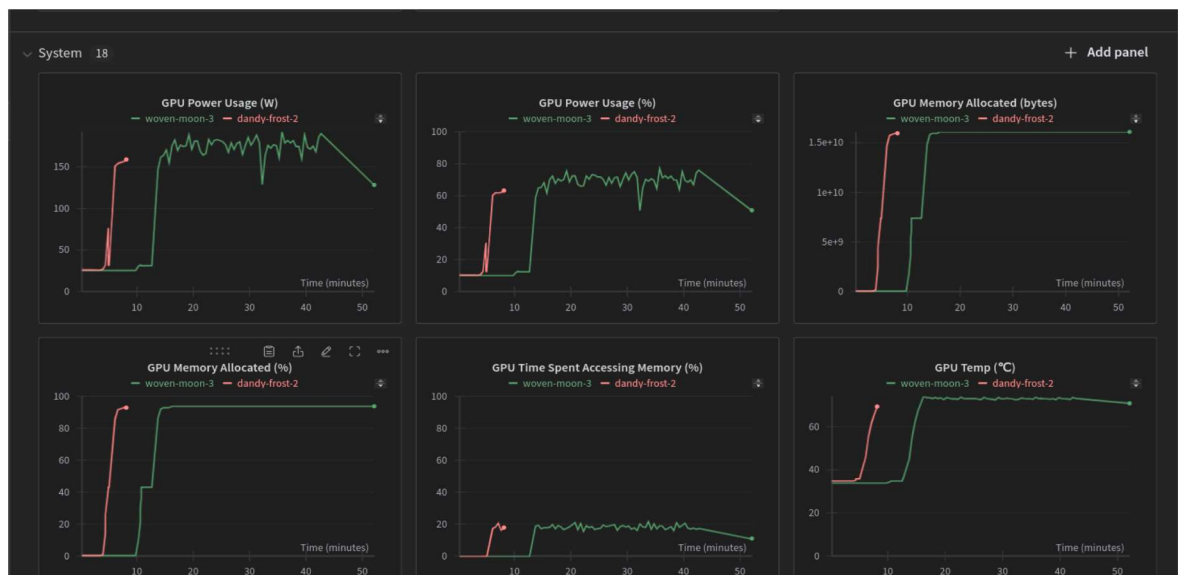 System 18
+ Add panel
GPU Power Usage (W)
woven-moon-3 dandy-frost-2
150
100
50
0
10 20 30 40 50
Time (minutes)
GPU Power Usage (%)
woven-moon-3 dandy-frost-2
100
80
60
40
20
0
10 20 30 40 50
Time (minutes)
GPU Memory Allocated (bytes)
woven-moon-3 dandy-frost-2
1.5e+10
1e+10
5e+9
0
10 20 30 40 50
Time (minutes)
GPU Memory Allocated (%)
woven-moon-3 dandy-frost-2
100
80
60
40
20
0
Time (minutes)
10 20 30 40 50
GPU Time Spent Accessing Memory (%)
woven-moon-3 dandy-frost-2
100
80
60
40
20
0
Time (minutes)
10 20 30 40 50
GPU Temp (℃)
woven-moon-3 dandy-frost-2
60
40
20
0
Time (minutes)
10 20 30 40 50